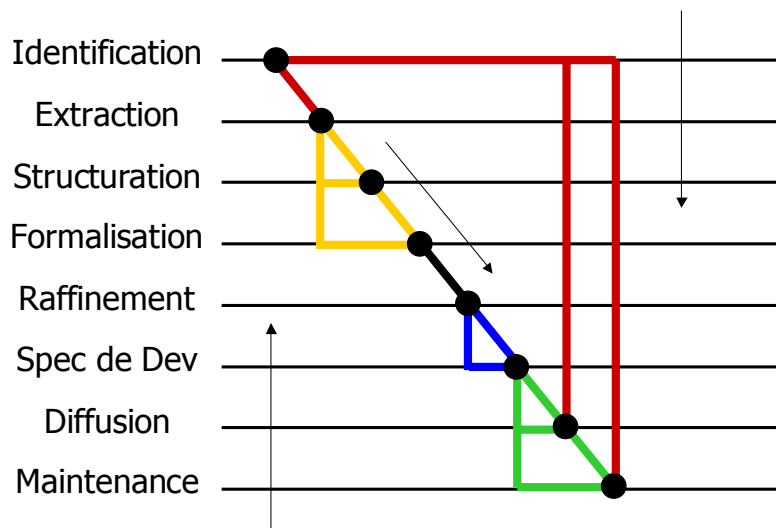 Identification
Extraction
Structuration
Formalisation
Raffinement
Spec de Dev
Diffusion
Maintenance